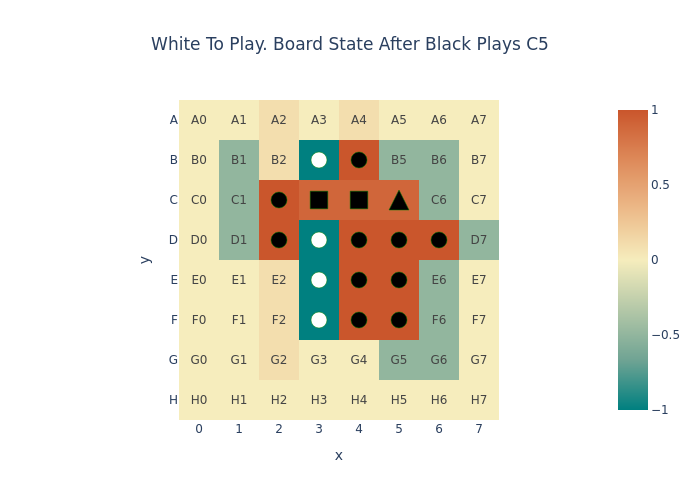 White To Play. Board State After Black Plays C5
A A0 A1 A2 A3 A4 A5 A6 A7
B B0 B1 B2 B5 B6 B7
C C0 C1 C6 C7
D D0 D1 D7
E E0 E1 E2 E6 E7
F F0 F1 F2 F6 F7
G G0 G1 G2 G3 G4 G5 G6 G7
H H0 H1 H2 H3 H4 H5 H6 H7
0 1 2 3 4 5 6 7
x
y
1
0.5
0
−0.5
−1